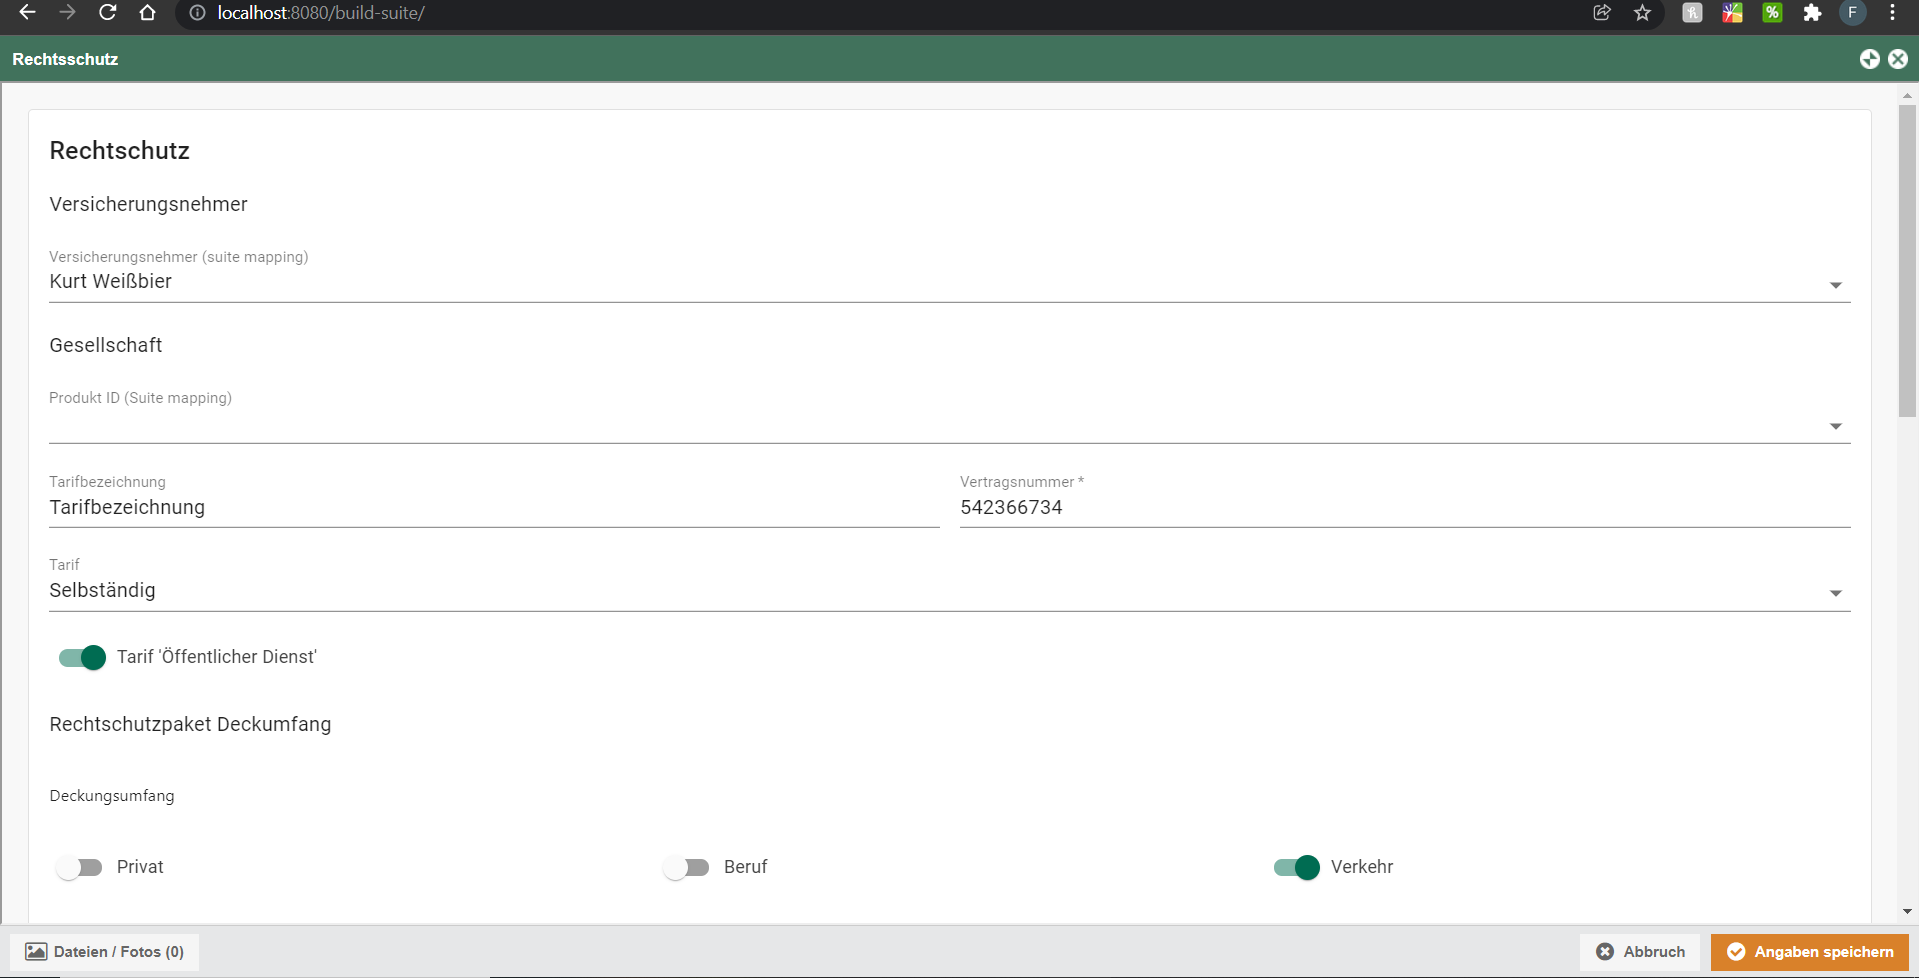 localhost:8080/build-suite/
F
Rechtsschutz
Rechtschutz
Versicherungsnehmer
Versicherungsnehmer (suite mapping)
Kurt Weißbier
Gesellschaft
Produkt ID (Suite mapping)
Tarifbezeichnung Vertragsnummer *
Tarifbezeichnung 542366734
Tarif
Selbständig
Tarif 'Öffentlicher Dienst'
Rechtschutzpaket Deckumfang
Deckungsumfang
Privat Beruf Verkehr
Dateien / Fotos (0) Abbruch Angaben speichern